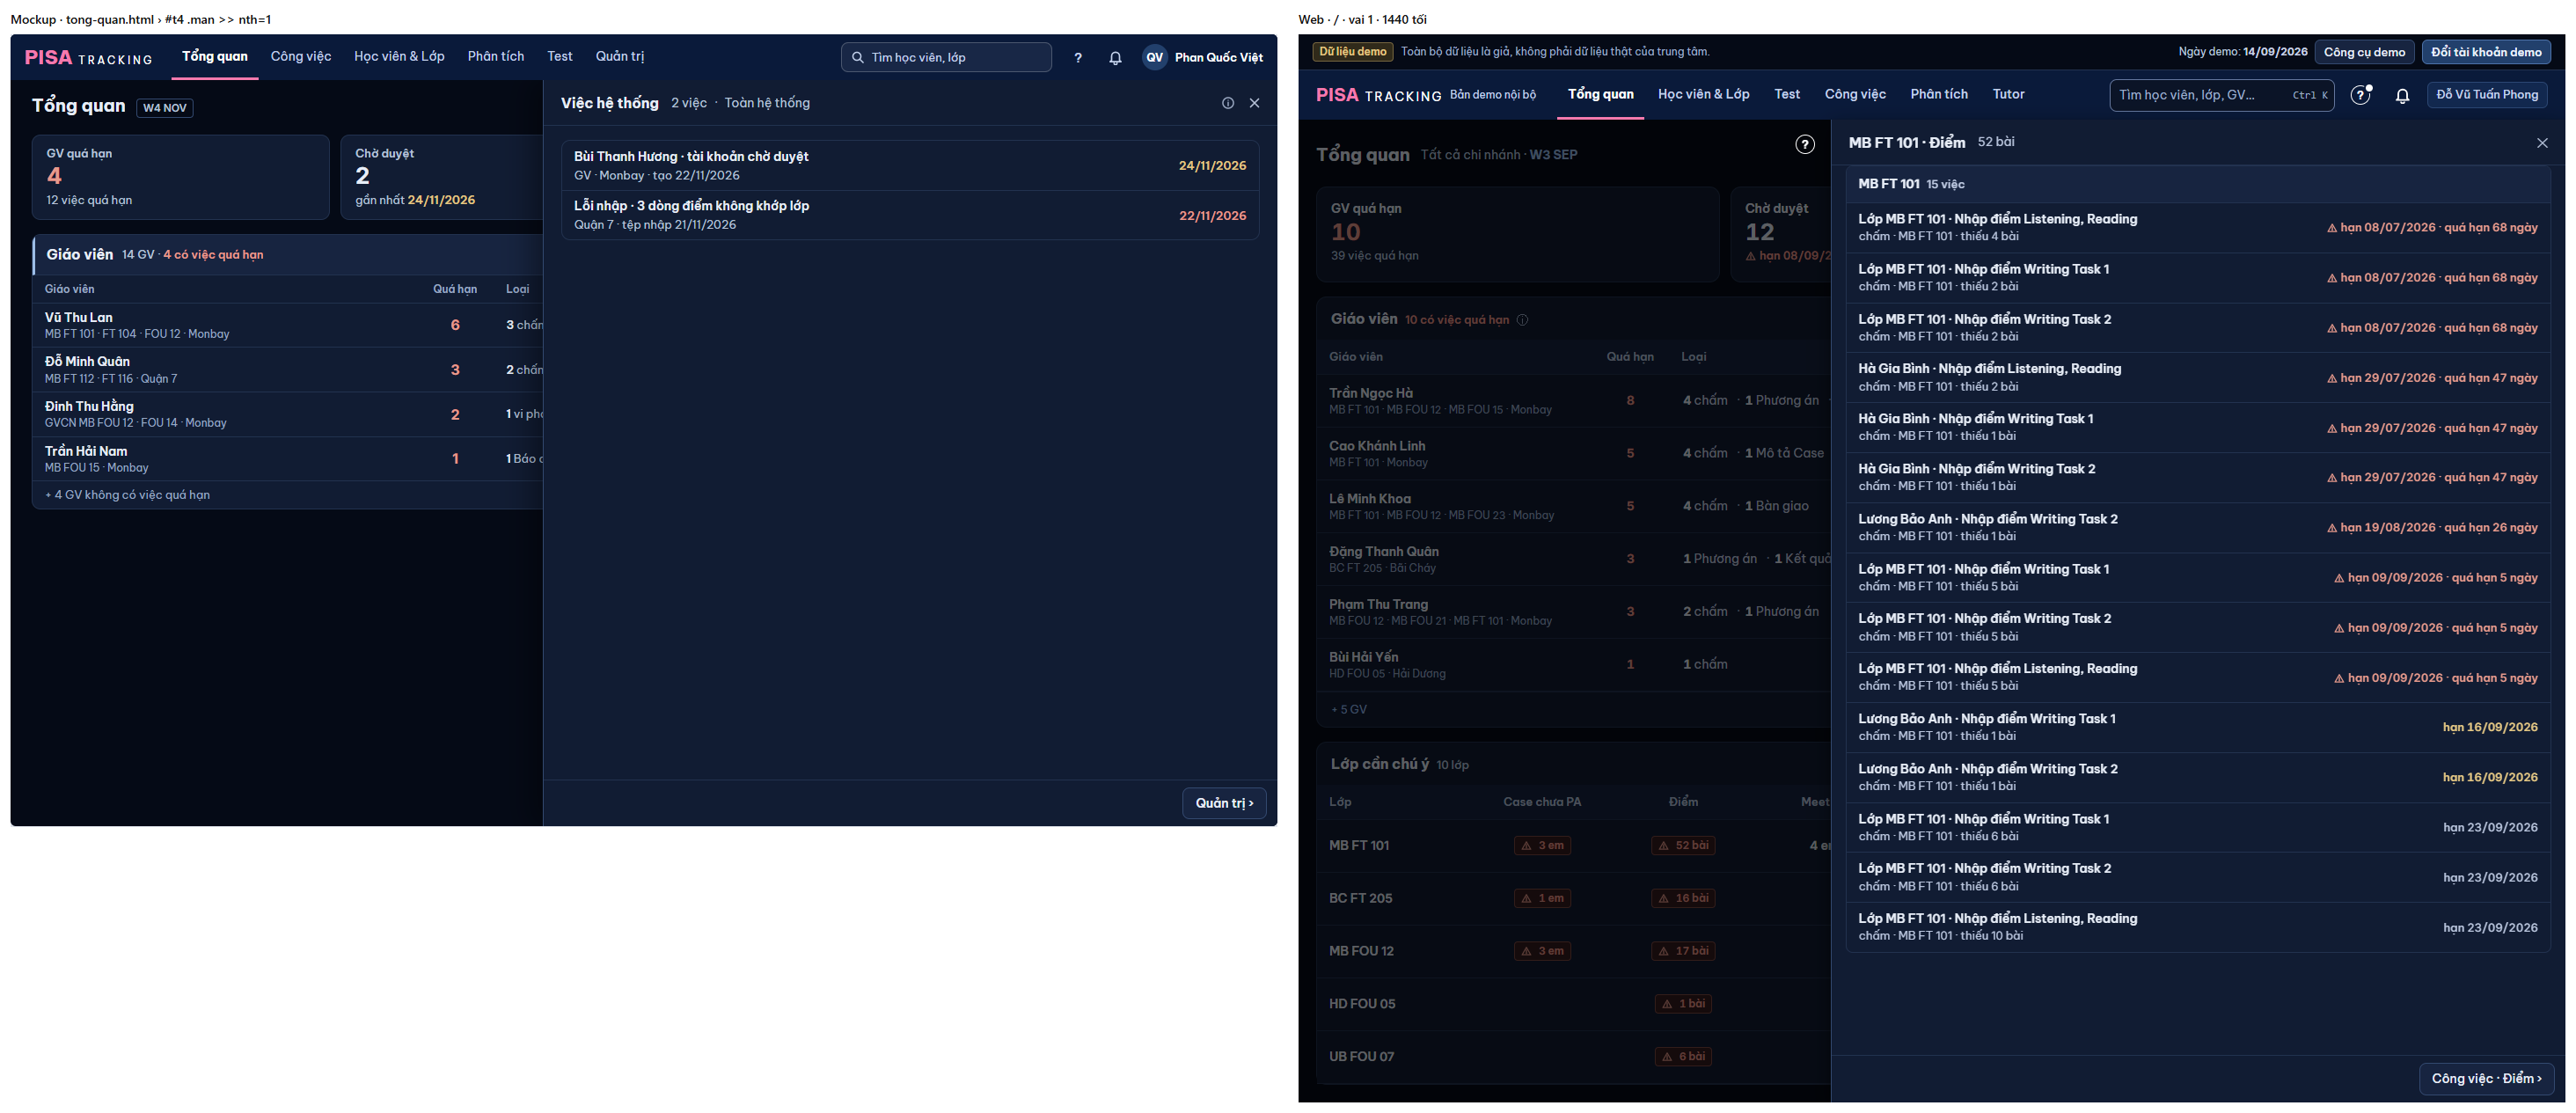 Mockup · tong-quan.html › #t4 .man >> nth=1
PISA TRACKING Tổng quan Công việc Học viên & Lớp Phân tích Test Quản trị Tìm học viên, lớp ? QV Phan Quốc Việt
Tổng quan W4 NOV
GV quá hạn
4
12 việc quá hạn
Chờ duyệt
2
gần nhất 24/11/2026
Giáo viên 14 GV · 4 có việc quá hạn
Giáo viên Quá hạn Loại
Vũ Thu Lan
MB FT 101 · FT 104 · FOU 12 · Monbay
6 3 chấm
Đỗ Minh Quân
MB FT 112 · FT 116 · Quận 7
3 2 chấm
Đinh Thu Hằng
GVCN MB FOU 12 · FOU 14 · Monbay
2 1 vi
Trần Hải Nam
MB FOU 15 · Monbay
1 1 Báo
+ 4 GV không có việc quá hạn
Việc hệ thống 2 việc · Toàn hệ thống
Bùi Thanh Hương · tài khoản chờ duyệt
GV · Monbay · tạo 22/11/2026
24/11/2026
Lỗi nhập · 3 dòng điểm không khớp lớp
Quận 7 · tệp nhập 21/11/2026
22/11/2026
Quản trị ›
Web · / · vai 1 · 1440 tối
Dữ liệu demo Toàn bộ dữ liệu là giả, không phải dữ liệu thật của trung tâm. Ngày demo: 14/09/2026 Công cụ demo Đổi tài khoản demo
PISA TRACKING Bản demo nội bộ Tổng quan Học viên & Lớp Test Công việc Phân tích Tutor Tìm học viên, lớp, GV... Ctrl K ? Đỗ Vũ Tuấn Phong
Tổng quan Tất cả chi nhánh · W3 SEP ?
GV quá hạn
10
39 việc quá hạn
Chờ duyệt
12
hạn 08/09/2
Giáo viên 10 có việc quá hạn
Giáo viên Quá hạn Loại
Trần Ngọc Hà
MB FT 101 · MB FOU 12 · MB FOU 15 · Monbay
8 4 chấm · 1 Phương án ·
Cao Khánh Linh
MB FT 101 · Monbay
5 4 chấm · 1 Mô tả Case
Lê Minh Khoa
MB FT 101 · MB FOU 12 · MB FOU 23 · Monbay
5 4 chấm · 1 Bàn giao
Đặng Thanh Quân
BC FT 205 · Bãi Cháy
3 1 Phương án · 1 Kết quả
Phạm Thu Trang
MB FOU 12 · MB FOU 21 · MB FT 101 · Monbay
3 2 chấm · 1 Phương án
Bùi Hải Yến
HD FOU 05 · Hải Dương
1 1 chấm
+ 5 GV
Lớp cần chú ý 10 lớp
Lớp Case chưa PA Điểm Meet
MB FT 101 3 em 52 bài 4 em
BC FT 205 1 em 16 bài
MB FOU 12 3 em 17 bài
HD FOU 05 1 bài
UB FOU 07 6 bài
MB FT 101 · Điểm 52 bài
MB FT 101 15 việc
Lớp MB FT 101 · Nhập điểm Listening, Reading
chấm · MB FT 101 · thiếu 4 bài
hạn 08/07/2026 · quá hạn 68 ngày
Lớp MB FT 101 · Nhập điểm Writing Task 1
chấm · MB FT 101 · thiếu 2 bài
hạn 08/07/2026 · quá hạn 68 ngày
Lớp MB FT 101 · Nhập điểm Writing Task 2
chấm · MB FT 101 · thiếu 2 bài
hạn 08/07/2026 · quá hạn 68 ngày
Hà Gia Bình · Nhập điểm Listening, Reading
chấm · MB FT 101 · thiếu 2 bài
hạn 29/07/2026 · quá hạn 47 ngày
Hà Gia Bình · Nhập điểm Writing Task 1
chấm · MB FT 101 · thiếu 1 bài
hạn 29/07/2026 · quá hạn 47 ngày
Hà Gia Bình · Nhập điểm Writing Task 2
chấm · MB FT 101 · thiếu 1 bài
hạn 29/07/2026 · quá hạn 47 ngày
Lương Bảo Anh · Nhập điểm Writing Task 2
chấm · MB FT 101 · thiếu 1 bài
hạn 19/08/2026 · quá hạn 26 ngày
Lớp MB FT 101 · Nhập điểm Writing Task 1
chấm · MB FT 101 · thiếu 5 bài
hạn 09/09/2026 · quá hạn 5 ngày
Lớp MB FT 101 · Nhập điểm Writing Task 2
chấm · MB FT 101 · thiếu 5 bài
hạn 09/09/2026 · quá hạn 5 ngày
Lớp MB FT 101 · Nhập điểm Listening, Reading
chấm · MB FT 101 · thiếu 5 bài
hạn 09/09/2026 · quá hạn 5 ngày
Lương Bảo Anh · Nhập điểm Writing Task 1
chấm · MB FT 101 · thiếu 1 bài
hạn 16/09/2026
Lương Bảo Anh · Nhập điểm Writing Task 2
chấm · MB FT 101 · thiếu 1 bài
hạn 16/09/2026
Lớp MB FT 101 · Nhập điểm Writing Task 1
chấm · MB FT 101 · thiếu 6 bài
hạn 23/09/2026
Lớp MB FT 101 · Nhập điểm Writing Task 2
chấm · MB FT 101 · thiếu 6 bài
hạn 23/09/2026
Lớp MB FT 101 · Nhập điểm Listening, Reading
chấm · MB FT 101 · thiếu 10 bài
hạn 23/09/2026
Công việc · Điểm ›